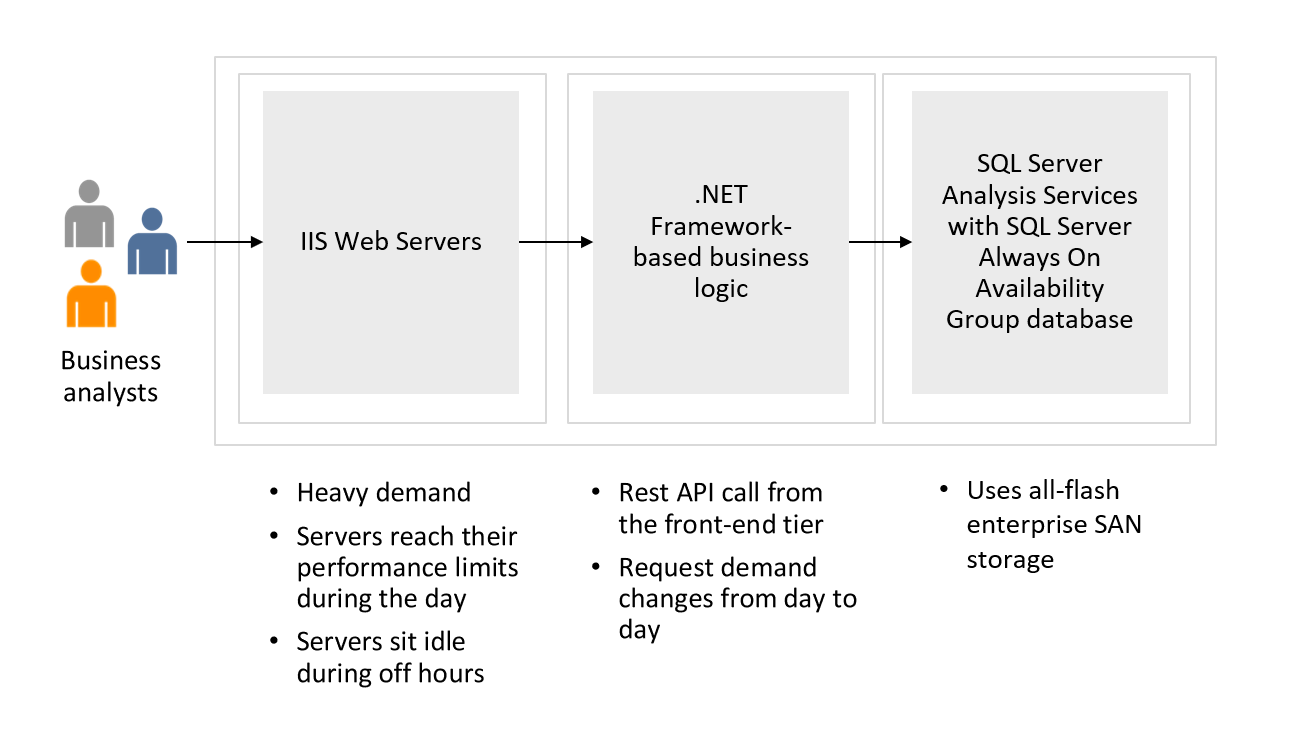 Business
analysts
IIS Web Servers
.NET
Framework-
based business
logic
SQL Server
Analysis Services
with SQL Server
Always On
Availability
Group database
• Heavy demand
• Servers reach their
performance limits
during the day
• Servers sit idle
during off hours
• Rest API call from
the front-end tier
• Request demand
changes from day to
day
• Uses all-flash
enterprise SAN
storage